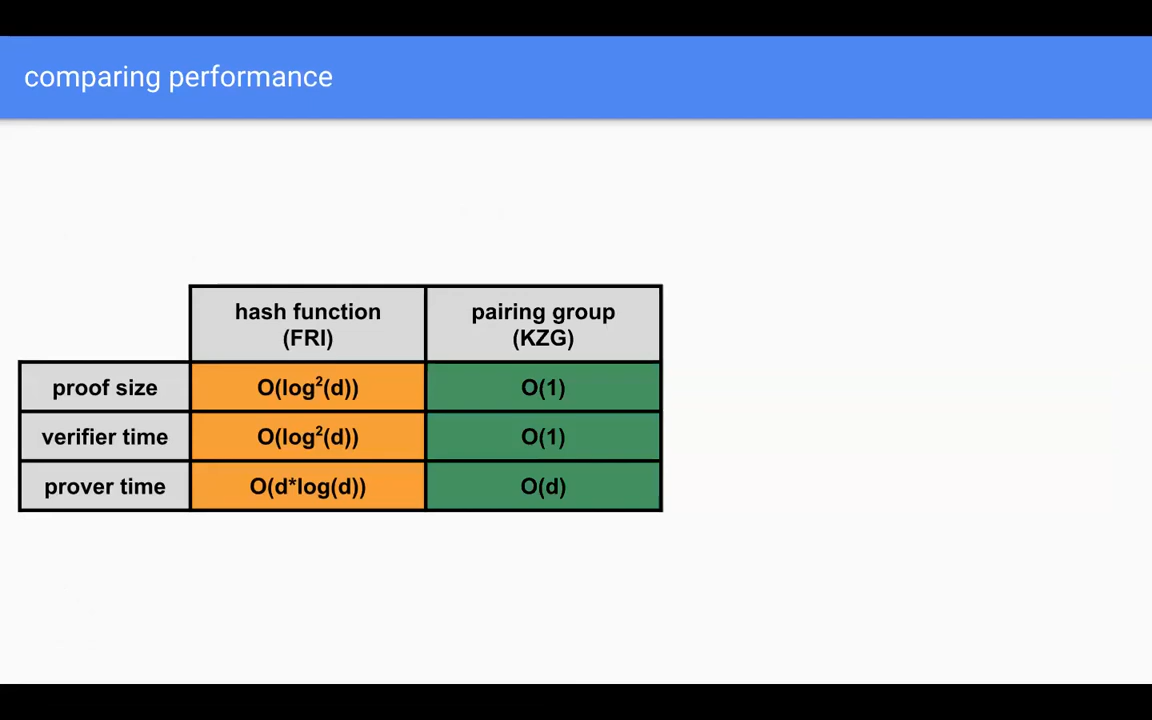 comparing performance
hash function pairing group
(FRI) (KZG)
proof size O(log²(d)) O(1)
verifier time O(log²(d)) O(1)
prover time O(d*log(d)) O(d)